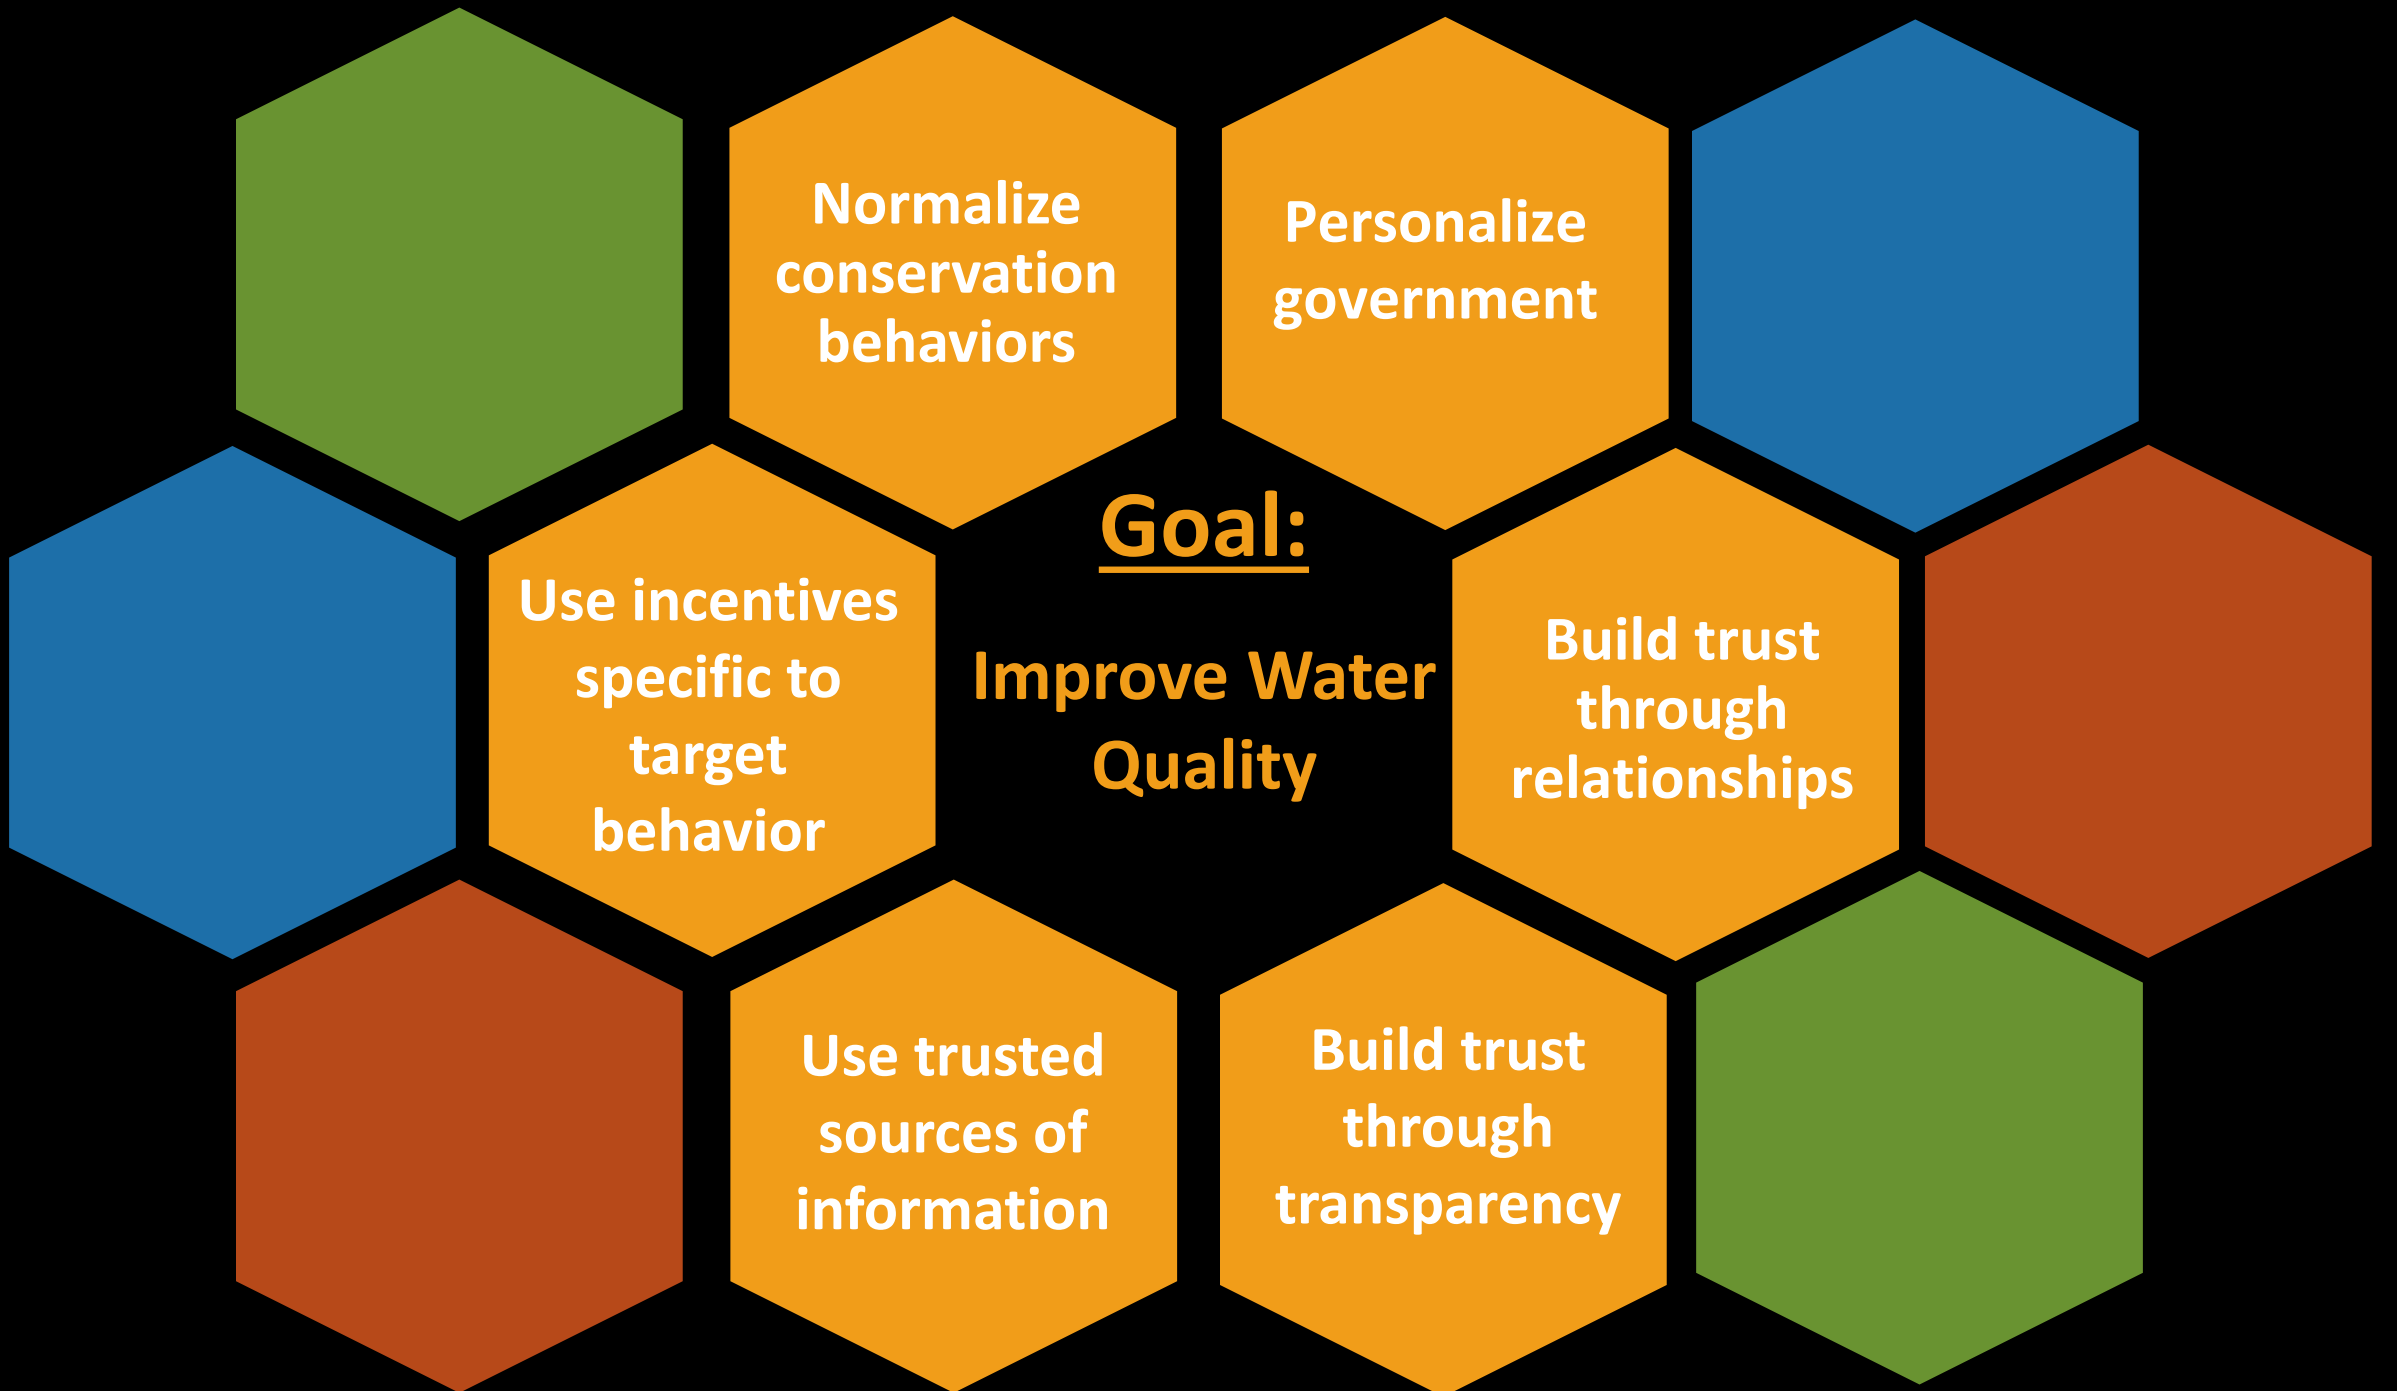 Normalize
conservation
behaviors
Personalize
government
Goal:
Improve Water
Quality
Use incentives
specific to
target
behavior
Build trust
through
relationships
Use trusted
sources of
information
Build trust
through
transparency